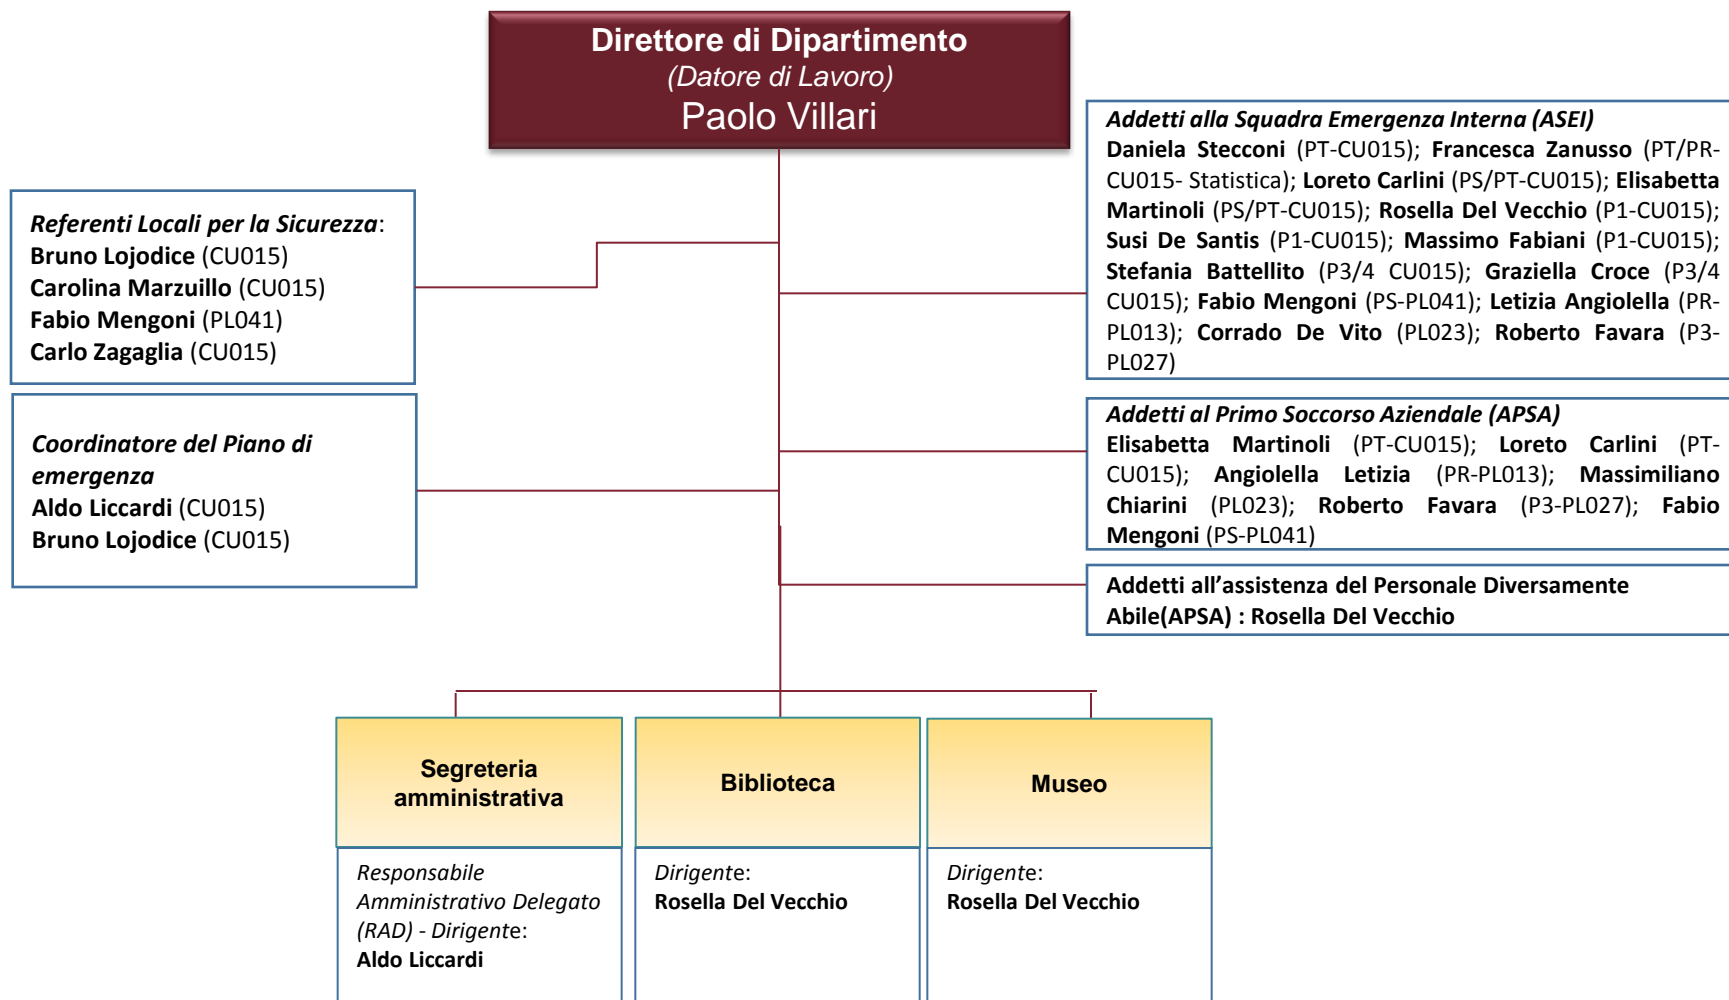 Direttore di Dipartimento
(Datore di Lavoro)
Paolo Villari
Referenti Locali per la Sicurezza:
Bruno Lojodice (CU015)
Carolina Marzuillo (CU015)
Fabio Mengoni (PL041)
Carlo Zagaglia (CU015)
Coordinatore del Piano di
emergenza
Aldo Liccardi (CU015)
Bruno Lojodice (CU015)
Addetti alla Squadra Emergenza Interna (ASEI)
Daniela Stecconi (PT-CU015); Francesca Zanusso (PT/PR-
CU015- Statistica); Loreto Carlini (PS/PT-CU015); Elisabetta
Martinoli (PS/PT-CU015); Rosella Del Vecchio (P1-CU015);
Susi De Santis (P1-CU015); Massimo Fabiani (P1-CU015);
Stefania Battellito (P3/4 CU015); Graziella Croce (P3/4
CU015); Fabio Mengoni (PS-PL041); Letizia Angiolella (PR-
PL013); Corrado De Vito (PL023); Roberto Favara (P3-
PL027)
Addetti al Primo Soccorso Aziendale (APSA)
Elisabetta Martinoli (PT-CU015); Loreto Carlini (PT-
CU015); Angiolella Letizia (PR-PL013); Massimiliano
Chiarini (PL023); Roberto Favara (P3-PL027); Fabio
Mengoni (PS-PL041)
Addetti all’assistenza del Personale Diversamente
Abile(APSA) : Rosella Del Vecchio
Segreteria
amministrativa
Responsabile
Amministrativo Delegato
(RAD) - Dirigente:
Aldo Liccardi
Biblioteca
Dirigente:
Rosella Del Vecchio
Museo
Dirigente:
Rosella Del Vecchio